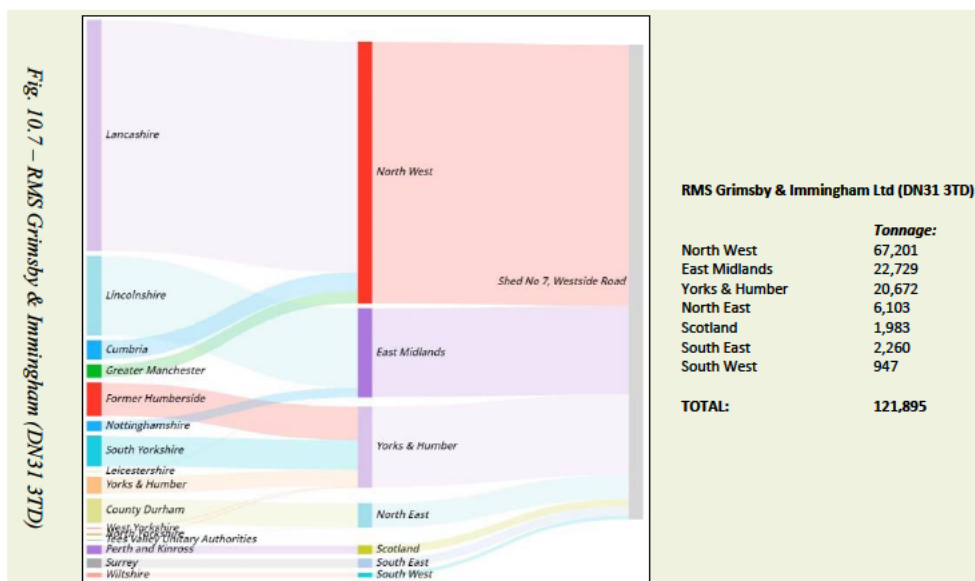 Fig. 10.7 – RMS Grimsby & Immingham (DN31 3TD)
Lancashire
Lincolnshire
Cumbria
Greater Manchester
Former Humberside
Nottinghamshire
South Yorkshire
Leicestershire
Yorks & Humber
County Durham
West Yorkshire
North Yorkshire
Tees Valley Unitary Authorities
Perth and Kinross
Surrey
Wiltshire
North West
East Midlands
Yorks & Humber
North East
Scotland
South East
South West
Shed No 7, Westside Road
RMS Grimsby & Immingham Ltd (DN31 3TD)
Tonnage:
North West 67,201
East Midlands 22,729
Yorks & Humber 20,672
North East 6,103
Scotland 1,983
South East 2,260
South West 947
TOTAL: 121,895